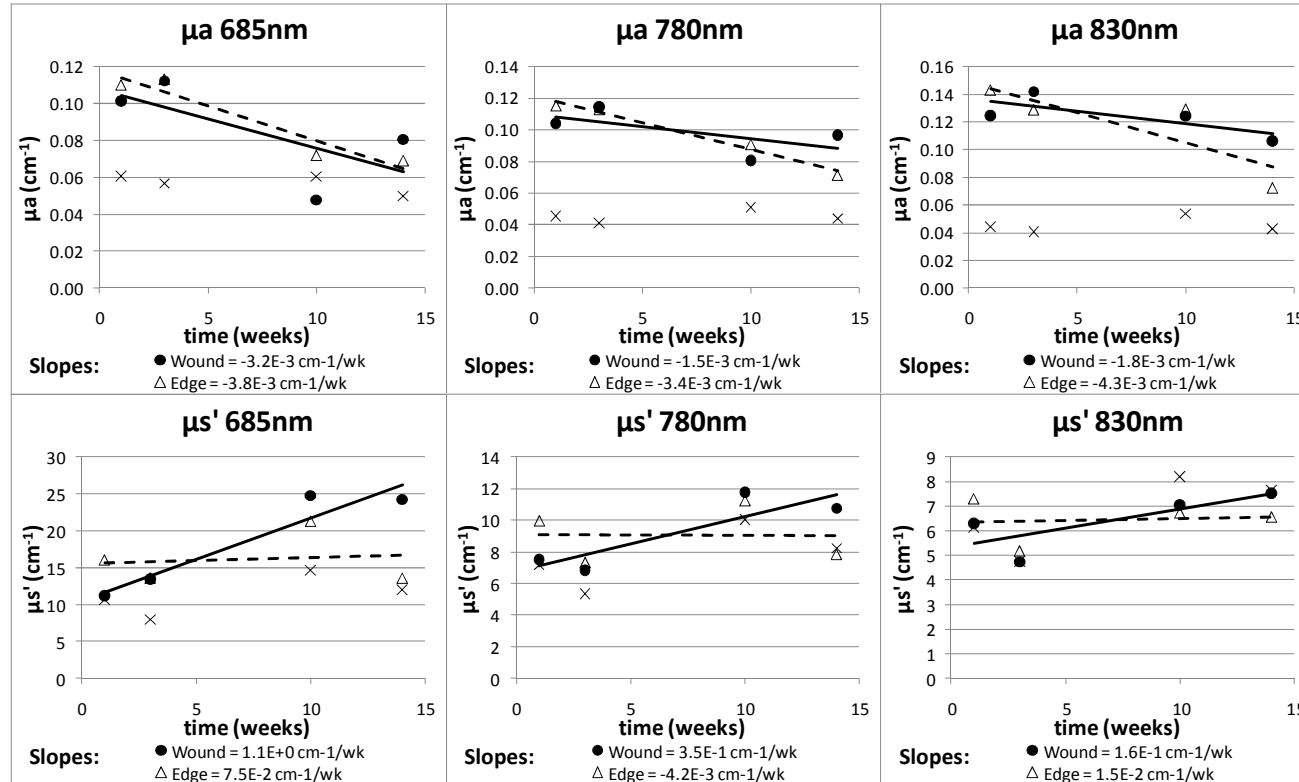 µa 685nm
µa (cm-1)
0.12
0.10
0.08
0.06
0.04
0.02
0.00
0 5 10 15
time (weeks)
Slopes:
Wound = -3.2E-3 cm-1/wk
Edge = -3.8E-3 cm-1/wk
µa 780nm
µa (cm-1)
0.14
0.12
0.10
0.08
0.06
0.04
0.02
0.00
0 5 10 15
time (weeks)
Slopes:
Wound = -1.5E-3 cm-1/wk
Edge = -3.4E-3 cm-1/wk
µa 830nm
µa (cm-1)
0.16
0.14
0.12
0.10
0.08
0.06
0.04
0.02
0.00
0 5 10 15
time (weeks)
Slopes:
Wound = -1.8E-3 cm-1/wk
Edge = -4.3E-3 cm-1/wk
µs' 685nm
µs' (cm-1)
30
25
20
15
10
5
0
0 5 10 15
time (weeks)
Slopes:
Wound = 1.1E+0 cm-1/wk
Edge = 7.5E-2 cm-1/wk
µs' 780nm
µs' (cm-1)
14
12
10
8
6
4
2
0
0 5 10 15
time (weeks)
Slopes:
Wound = 3.5E-1 cm-1/wk
Edge = -4.2E-3 cm-1/wk
µs' 830nm
µs' (cm-1)
9
8
7
6
5
4
3
2
1
0
0 5 10 15
time (weeks)
Slopes:
Wound = 1.6E-1 cm-1/wk
Edge = 1.5E-2 cm-1/wk